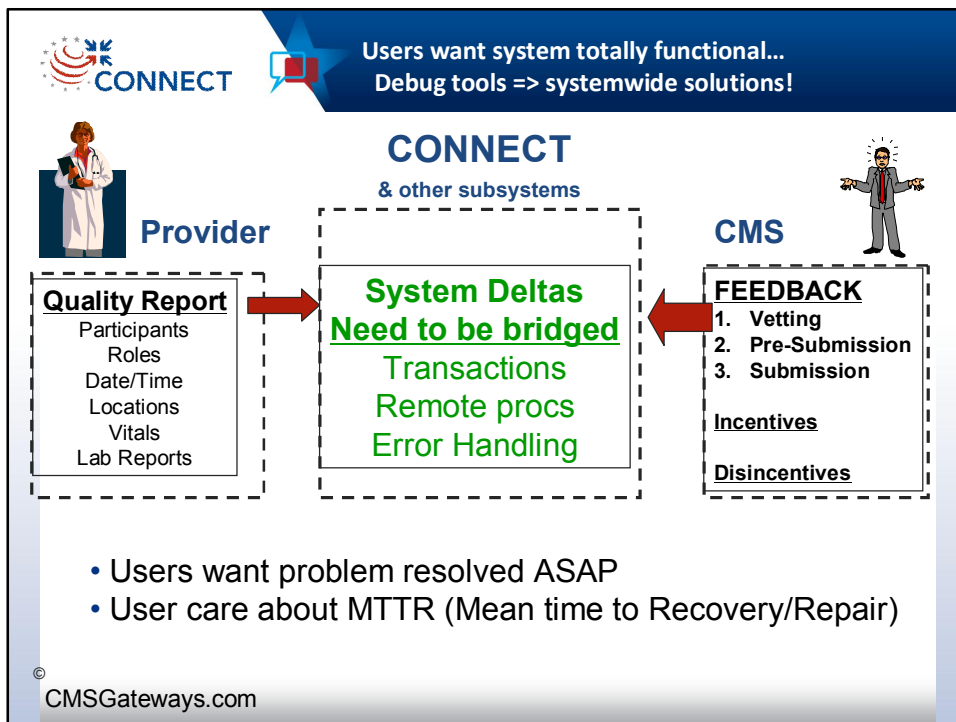 CONNECT
Users want system totally functional…
Debug tools => systemwide solutions!
CONNECT
& other subsystems
Provider
CMS
Quality Report
Participants
Roles
Date/Time
Locations
Vitals
Lab Reports
System Deltas
Need to be bridged
Transactions
Remote procs
Error Handling
FEEDBACK
1. Vetting
2. Pre-Submission
3. Submission
Incentives
Disincentives
• Users want problem resolved ASAP
• User care about MTTR (Mean time to Recovery/Repair)
©
CMSGateways.com